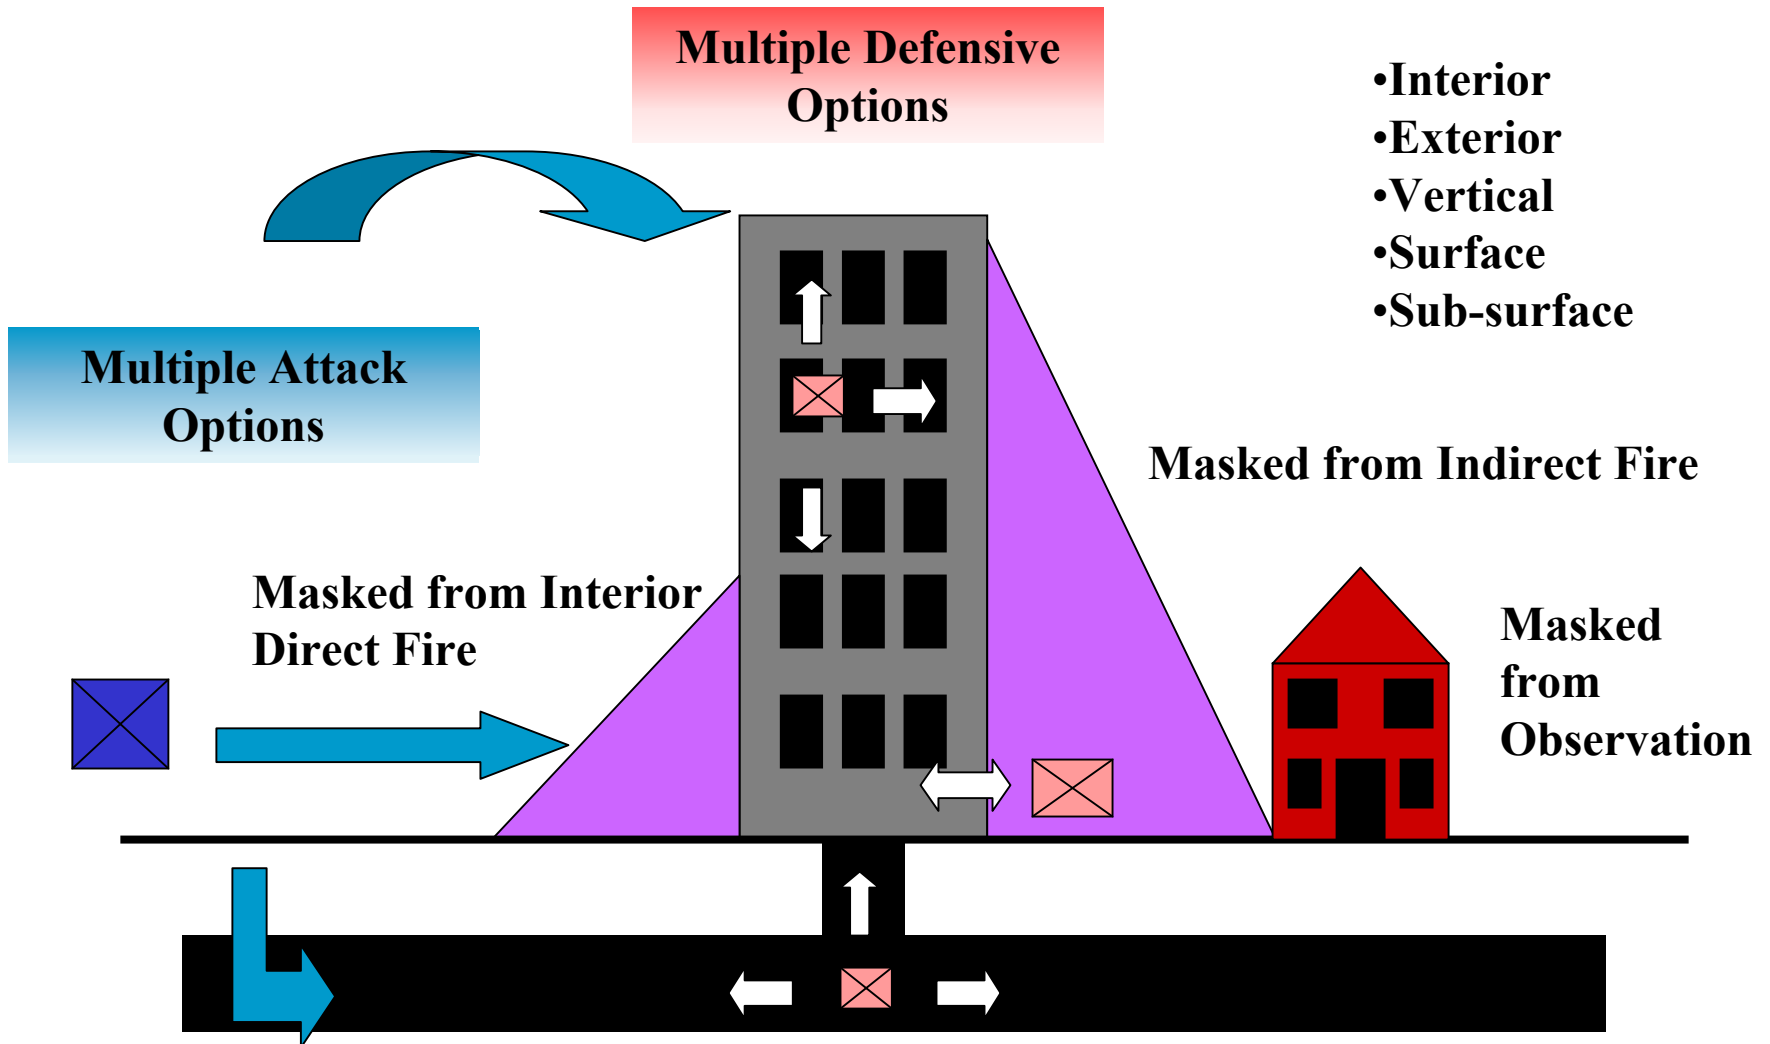 Multiple Defensive
Options
•Interior
•Exterior
•Vertical
•Surface
•Sub-surface
Multiple Attack
Options
Masked from Indirect Fire
Masked from Interior
Direct Fire
Masked
from
Observation